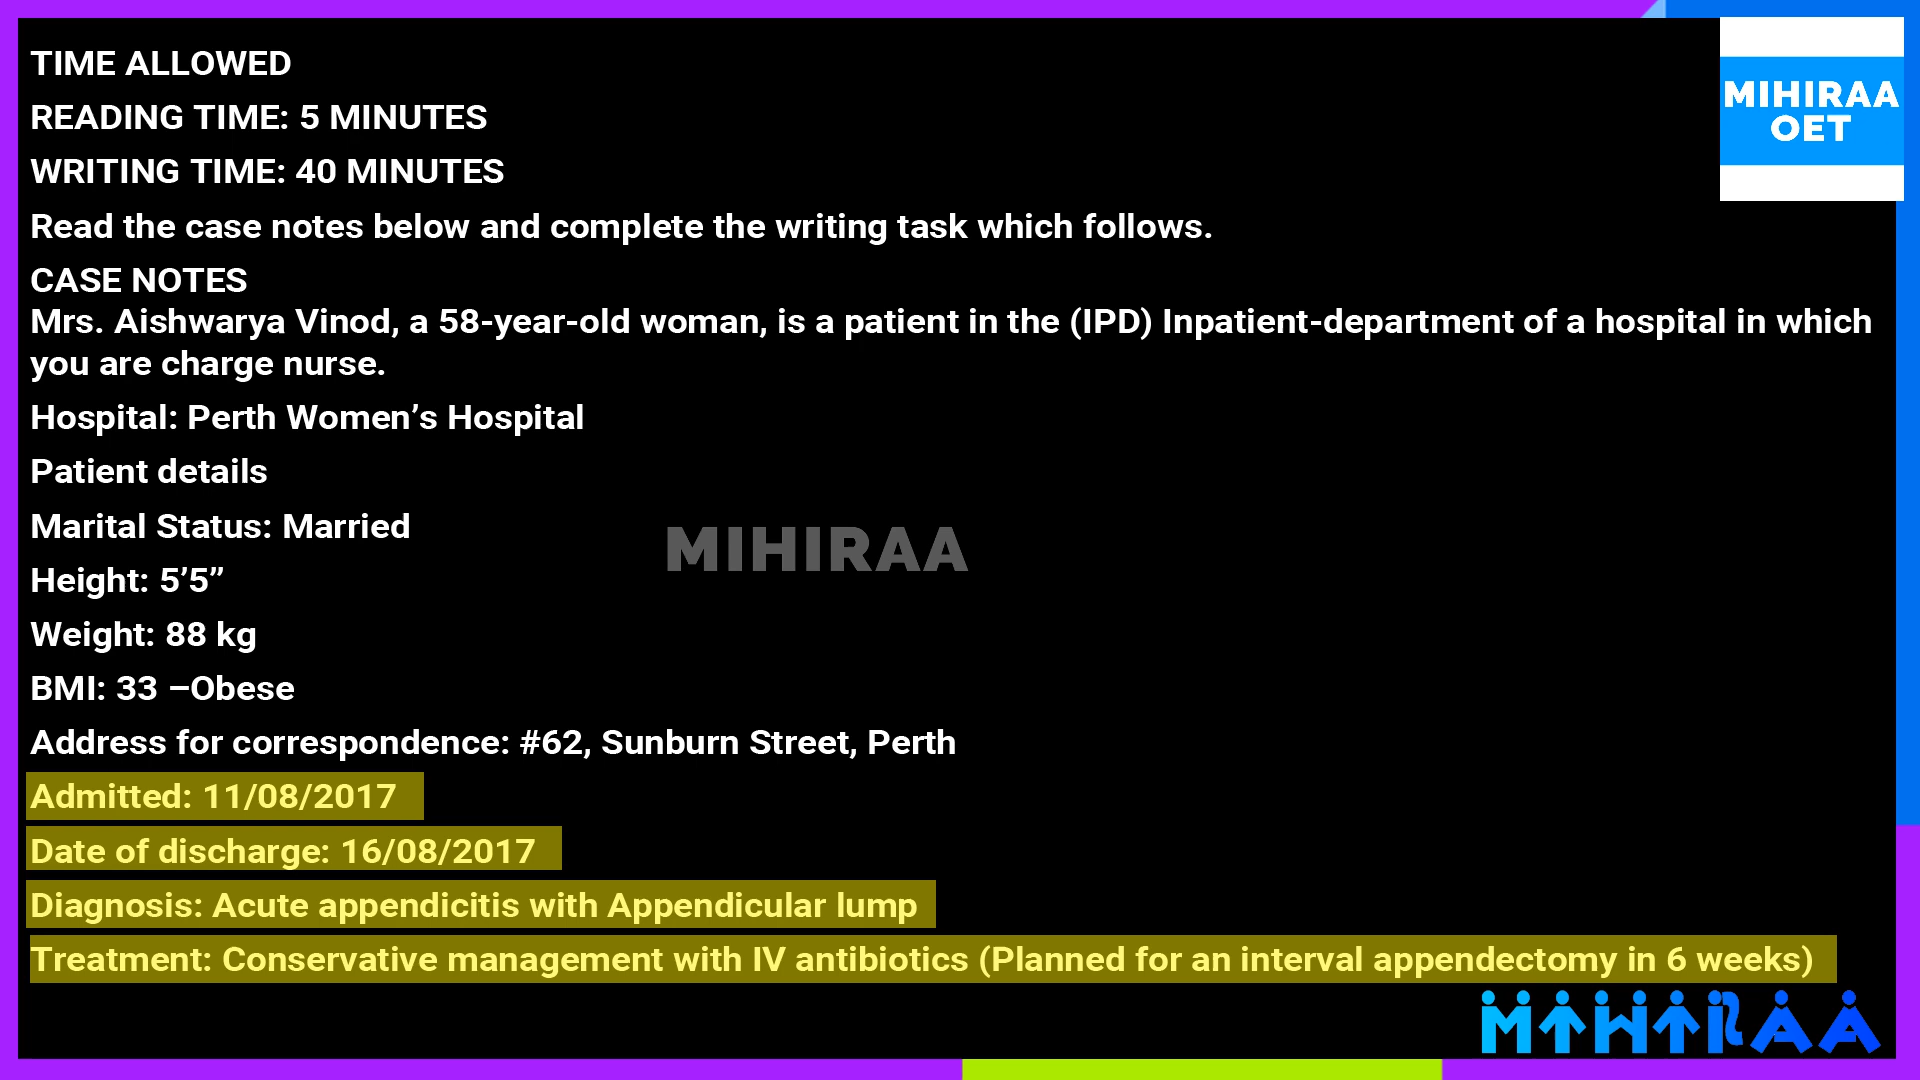 TIME ALLOWED
READING TIME: 5 MINUTES
WRITING TIME: 40 MINUTES
Read the case notes below and complete the writing task which follows.
CASE NOTES
Mrs. Aishwarya Vinod, a 58-year-old woman, is a patient in the (IPD) Inpatient-department of a hospital in which
you are charge nurse.
Hospital: Perth Women’s Hospital
Patient details
Marital Status: Married
Height: 5’5”
Weight: 88 kg
BMI: 33 –Obese
Address for correspondence: #62, Sunburn Street, Perth
Admitted: 11/08/2017
Date of discharge: 16/08/2017
Diagnosis: Acute appendicitis with Appendicular lump
Treatment: Conservative management with IV antibiotics (Planned for an interval appendectomy in 6 weeks)
MIHIRAA
OET
MIHIRAA
MIHIRAA